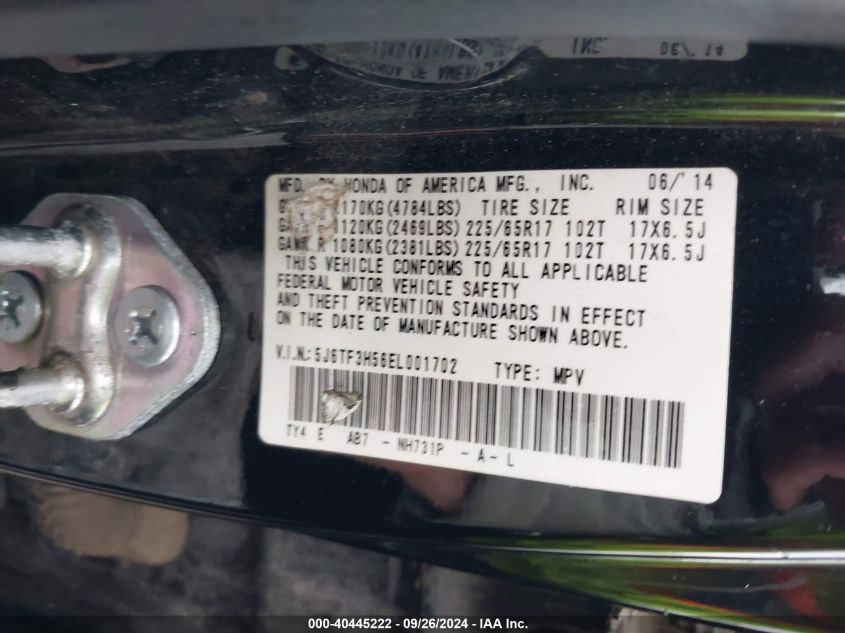 MFD. BY HONDA OF AMERICA MFG., INC. 06/'14
170KG(4784LBS) TIRE SIZE RIM SIZE
1120KG(2469LBS) 225/65R17 102T 17X6.5J
GAWR R 1080KG(2381LBS) 225/65R17 102T 17X6.5J
THIS VEHICLE CONFORMS TO ALL APPLICABLE
FEDERAL MOTOR VEHICLE SAFETY
AND THEFT PREVENTION STANDARDS IN EFFECT
ON THE DATE OF MANUFACTURE SHOWN ABOVE.
V.I.N.: 5J6TF3H56EL001702 TYPE: MPV
TY4 E AB7 - NH731P - A - L
000-40445222 - 09/26/2024 - IAA Inc.